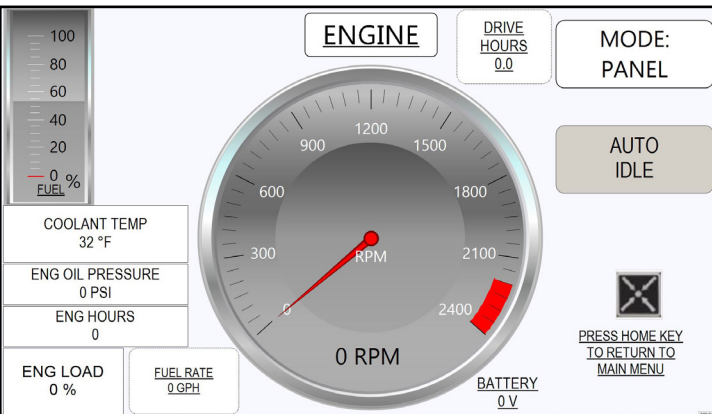 100
80
60
40
20
0
FUEL %
ENGINE
DRIVE
HOURS
0.0
MODE:
PANEL
AUTO
IDLE
0
300
600
900
1200
1500
1800
2100
2400
RPM
0 RPM
COOLANT TEMP
32 °F
ENG OIL PRESSURE
0 PSI
ENG HOURS
0
ENG LOAD
0 %
FUEL RATE
0 GPH
BATTERY
0 V
PRESS HOME KEY
TO RETURN TO
MAIN MENU